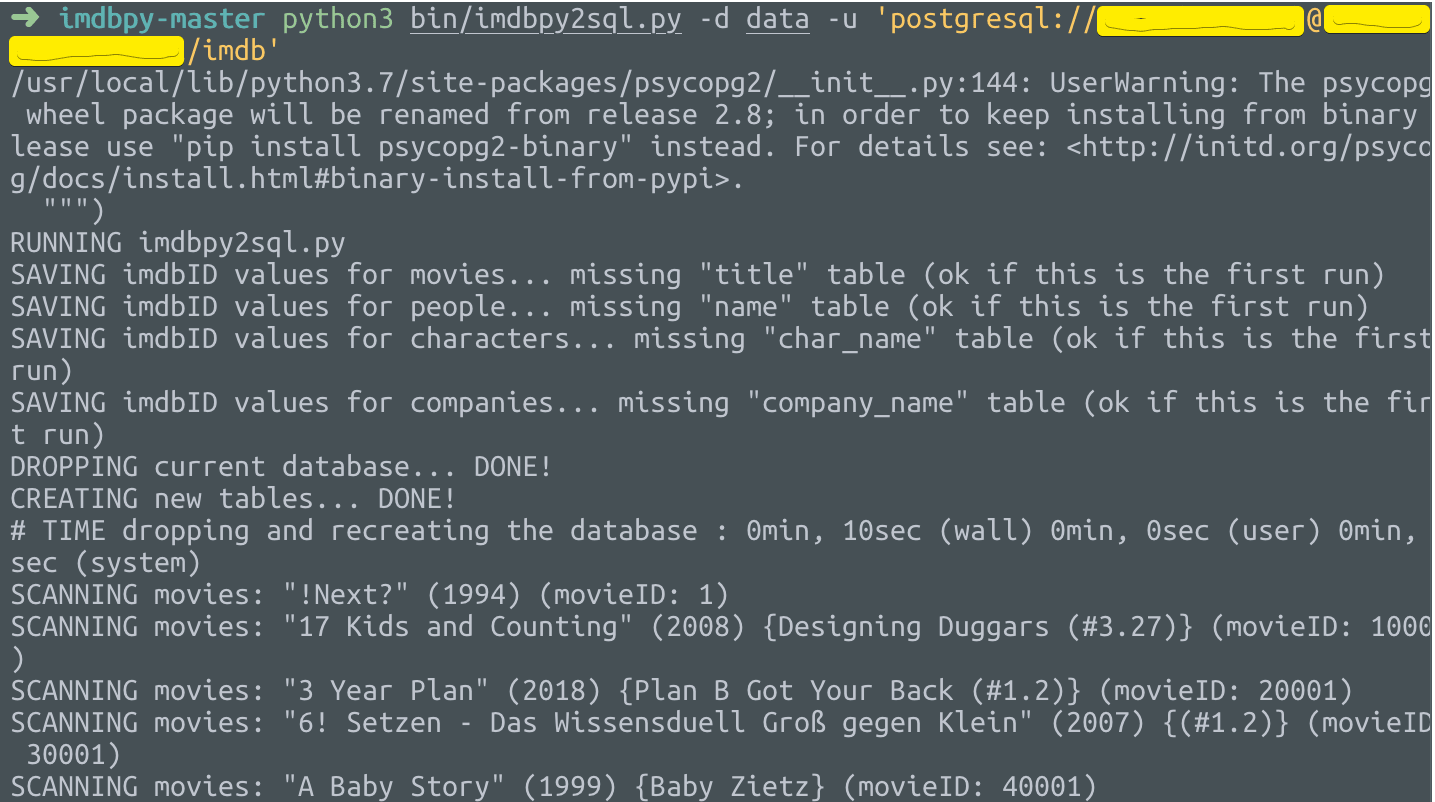 ➜ imdbpy-master python3 bin/imdbpy2sql.py -d data -u 'postgresql://@
/imdb'
/usr/local/lib/python3.7/site-packages/psycopg2/__init__.py:144: UserWarning: The psycopg
wheel package will be renamed from release 2.8; in order to keep installing from binary
lease use "pip install psycopg2-binary" instead. For details see: <http://initd.org/psyco
g/docs/install.html#binary-install-from-pypi>.
""")
RUNNING imdbpy2sql.py
SAVING imdbID values for movies... missing "title" table (ok if this is the first run)
SAVING imdbID values for people... missing "name" table (ok if this is the first run)
SAVING imdbID values for characters... missing "char_name" table (ok if this is the first
run)
SAVING imdbID values for companies... missing "company_name" table (ok if this is the fir
t run)
DROPPING current database... DONE!
CREATING new tables... DONE!
# TIME dropping and recreating the database : 0min, 10sec (wall) 0min, 0sec (user) 0min,
sec (system)
SCANNING movies: "!Next?" (1994) (movieID: 1)
SCANNING movies: "17 Kids and Counting" (2008) {Designing Duggars (#3.27)} (movieID: 1000
)
SCANNING movies: "3 Year Plan" (2018) {Plan B Got Your Back (#1.2)} (movieID: 20001)
SCANNING movies: "6! Setzen - Das Wissensduell Groß gegen Klein" (2007) {(#1.2)} (movieID
30001)
SCANNING movies: "A Baby Story" (1999) {Baby Zietz} (movieID: 40001)